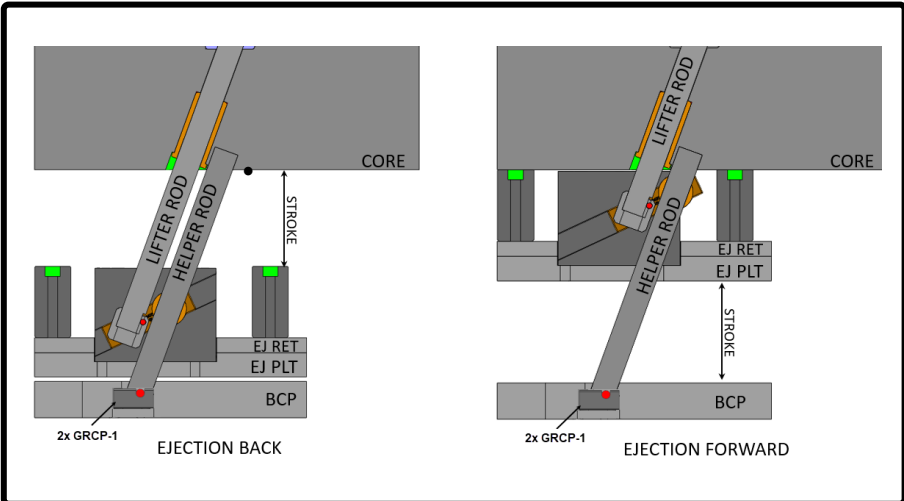 LIFTER ROD
CORE
HELPER ROD
STROKE
EJ RET
EJ PLT
BCP
2x GRCP-1
EJECTION BACK
LIFTER ROD
CORE
HELPER ROD
EJ RET
EJ PLT
STROKE
BCP
2x GRCP-1
EJECTION FORWARD